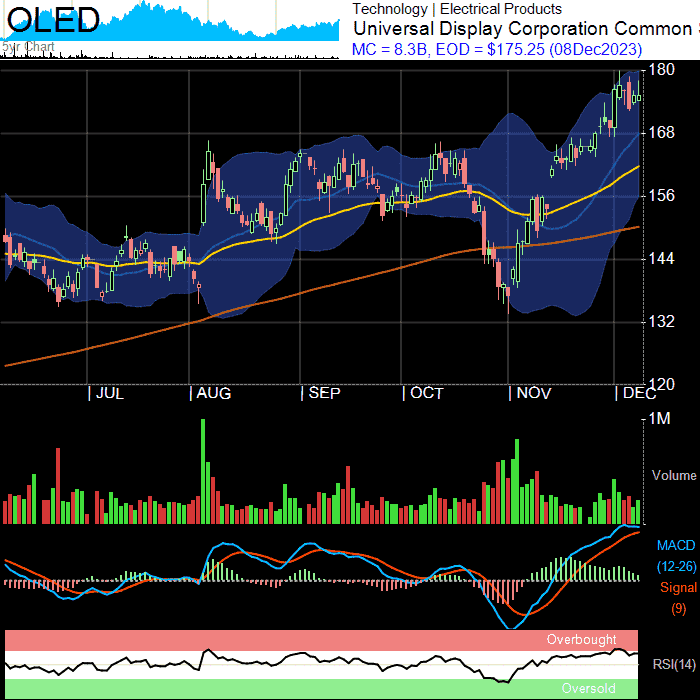 OLED
5yr Chart
Technology | Electrical Products
Universal Display Corporation Common
MC = 8.3B, EOD = $175.25 (08Dec2023)
180
168
156
144
132
120
| JUL | AUG | SEP | OCT | NOV | DEC
1M
Volume
MACD
(12-26)
Signal
(9)
Overbought
RSI(14)
Oversold